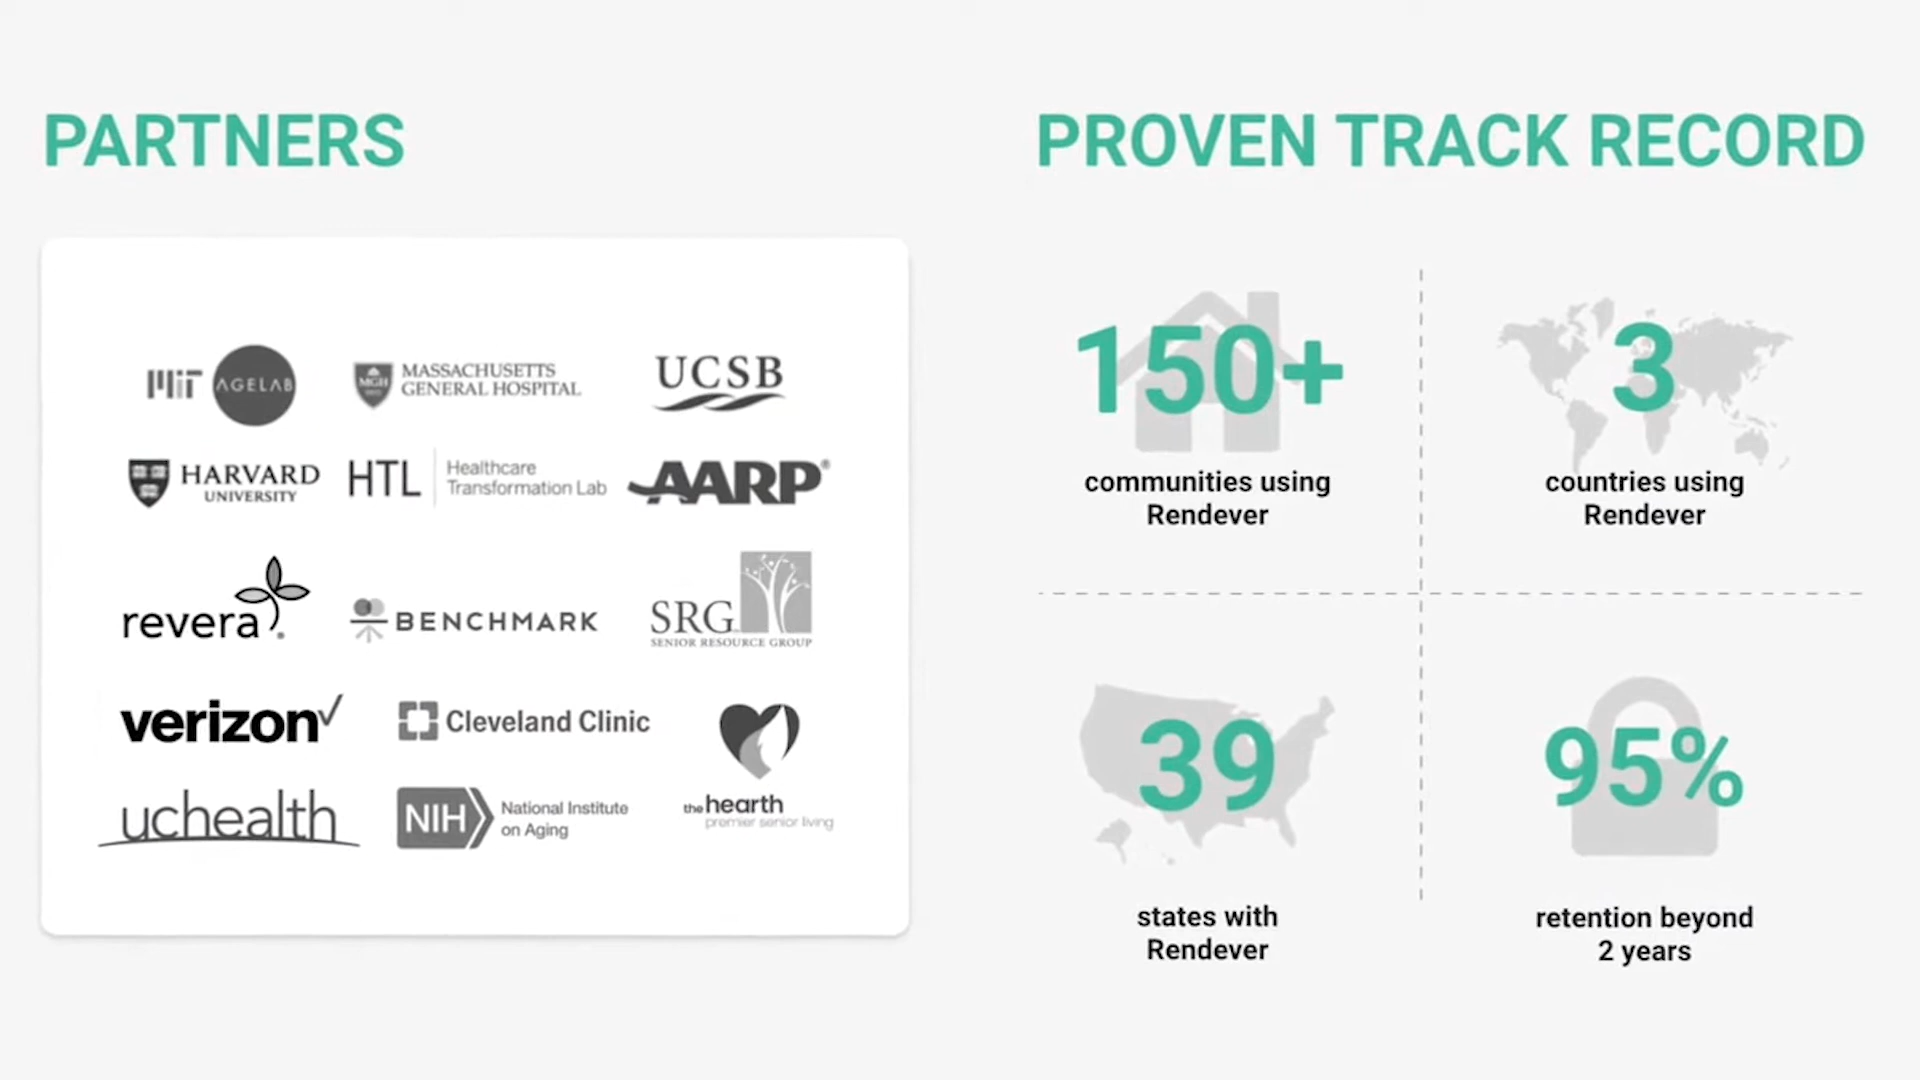 PARTNERS
MIT AGELAB
MGH
1811
MASSACHUSETTS
GENERAL HOSPITAL
UCSB
HARVARD
UNIVERSITY
HTL
Healthcare
Transformation Lab
AARP®
revera
BENCHMARK
SRG
SENIOR RESOURCE GROUP
verizon✓
Cleveland Clinic
uchealth
NIH
National Institute
on Aging
the hearth
premier senior living
PROVEN TRACK RECORD
150+
communities using
Rendever
3
countries using
Rendever
39
states with
Rendever
95%
retention beyond
2 years